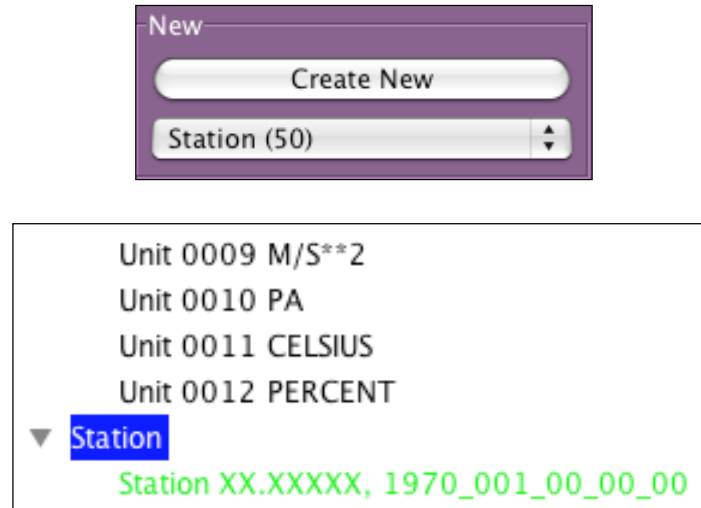 New
Create New
Station (50)
Unit 0009 M/S**2
Unit 0010 PA
Unit 0011 CELSIUS
Unit 0012 PERCENT
Station
Station XX.XXXXX, 1970_001_00_00_00